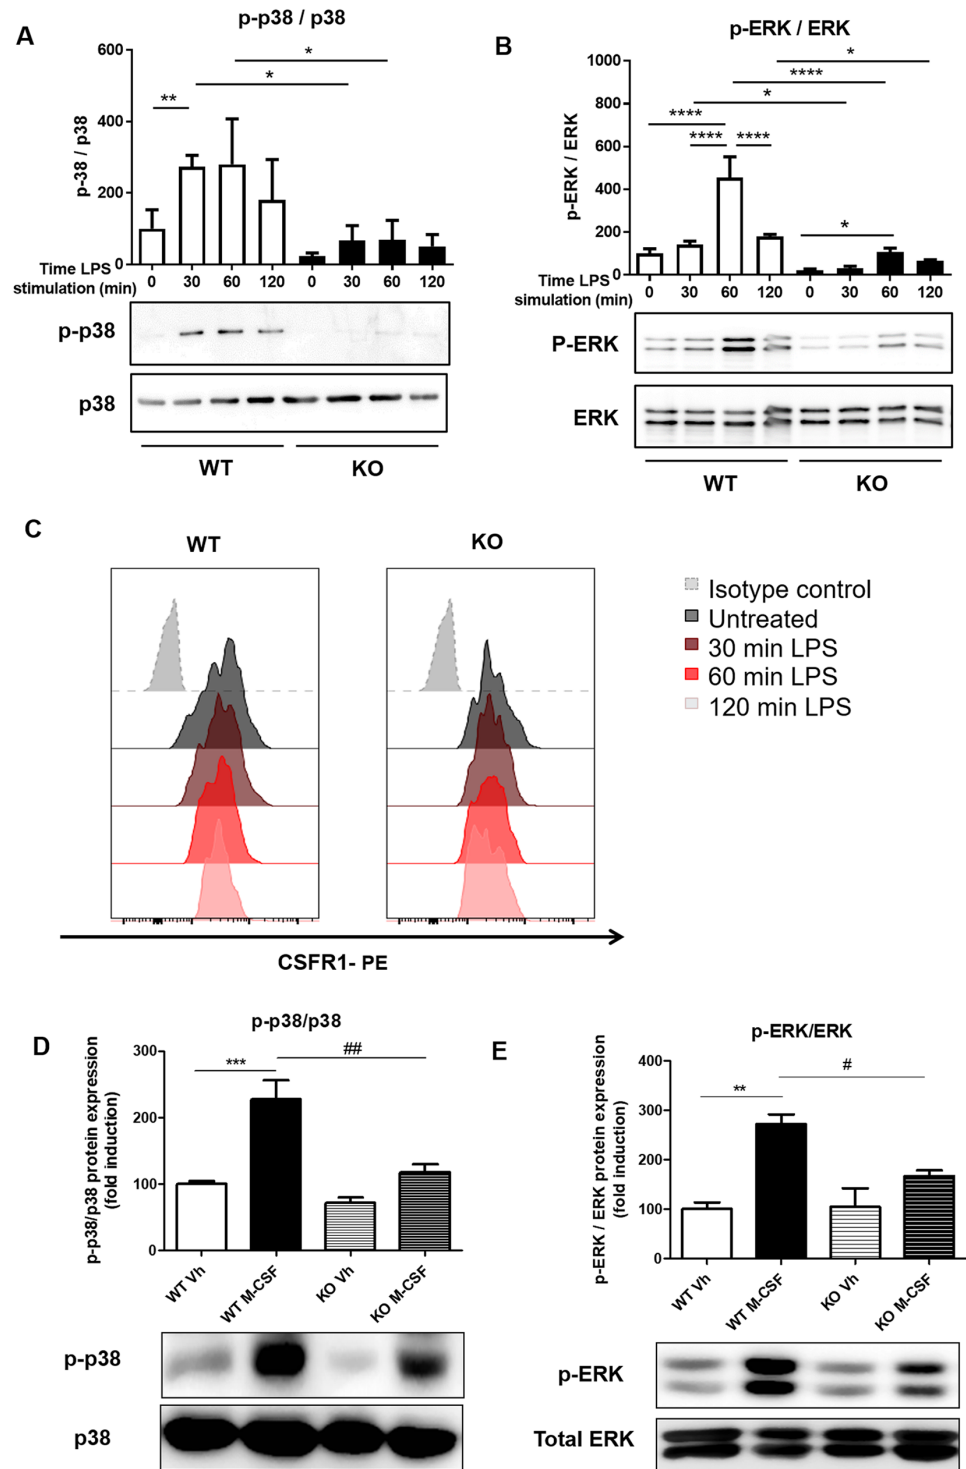 A
p-p38 / p38
p-38 / p38
600
400
200
0
**
*
*
Time LPS
stimulation (min)
0 30 60 120 0 30 60 120
p-p38
p38
WT KO
B
p-ERK / ERK
p-ERK / ERK
1000
800
600
400
200
0
*
****
*
****
**** ****
*
Time LPS
simulation (min)
0 30 60 120 0 30 60 120
P-ERK
ERK
WT KO
C
WT
KO
Isotype control
Untreated
30 min LPS
60 min LPS
120 min LPS
CSFR1- PE
D
p-p38/p38
p-p38/p38 protein expression
(fold induction)
300
200
100
0
***
##
WT Vh
WT M-CSF
KO Vh
KO M-CSF
p-p38
p38
E
p-ERK/ERK
p-ERK / ERK protein expression
(fold induction)
400
300
200
100
0
**
#
WT Vh
WT M-CSF
KO Vh
KO M-CSF
p-ERK
Total ERK